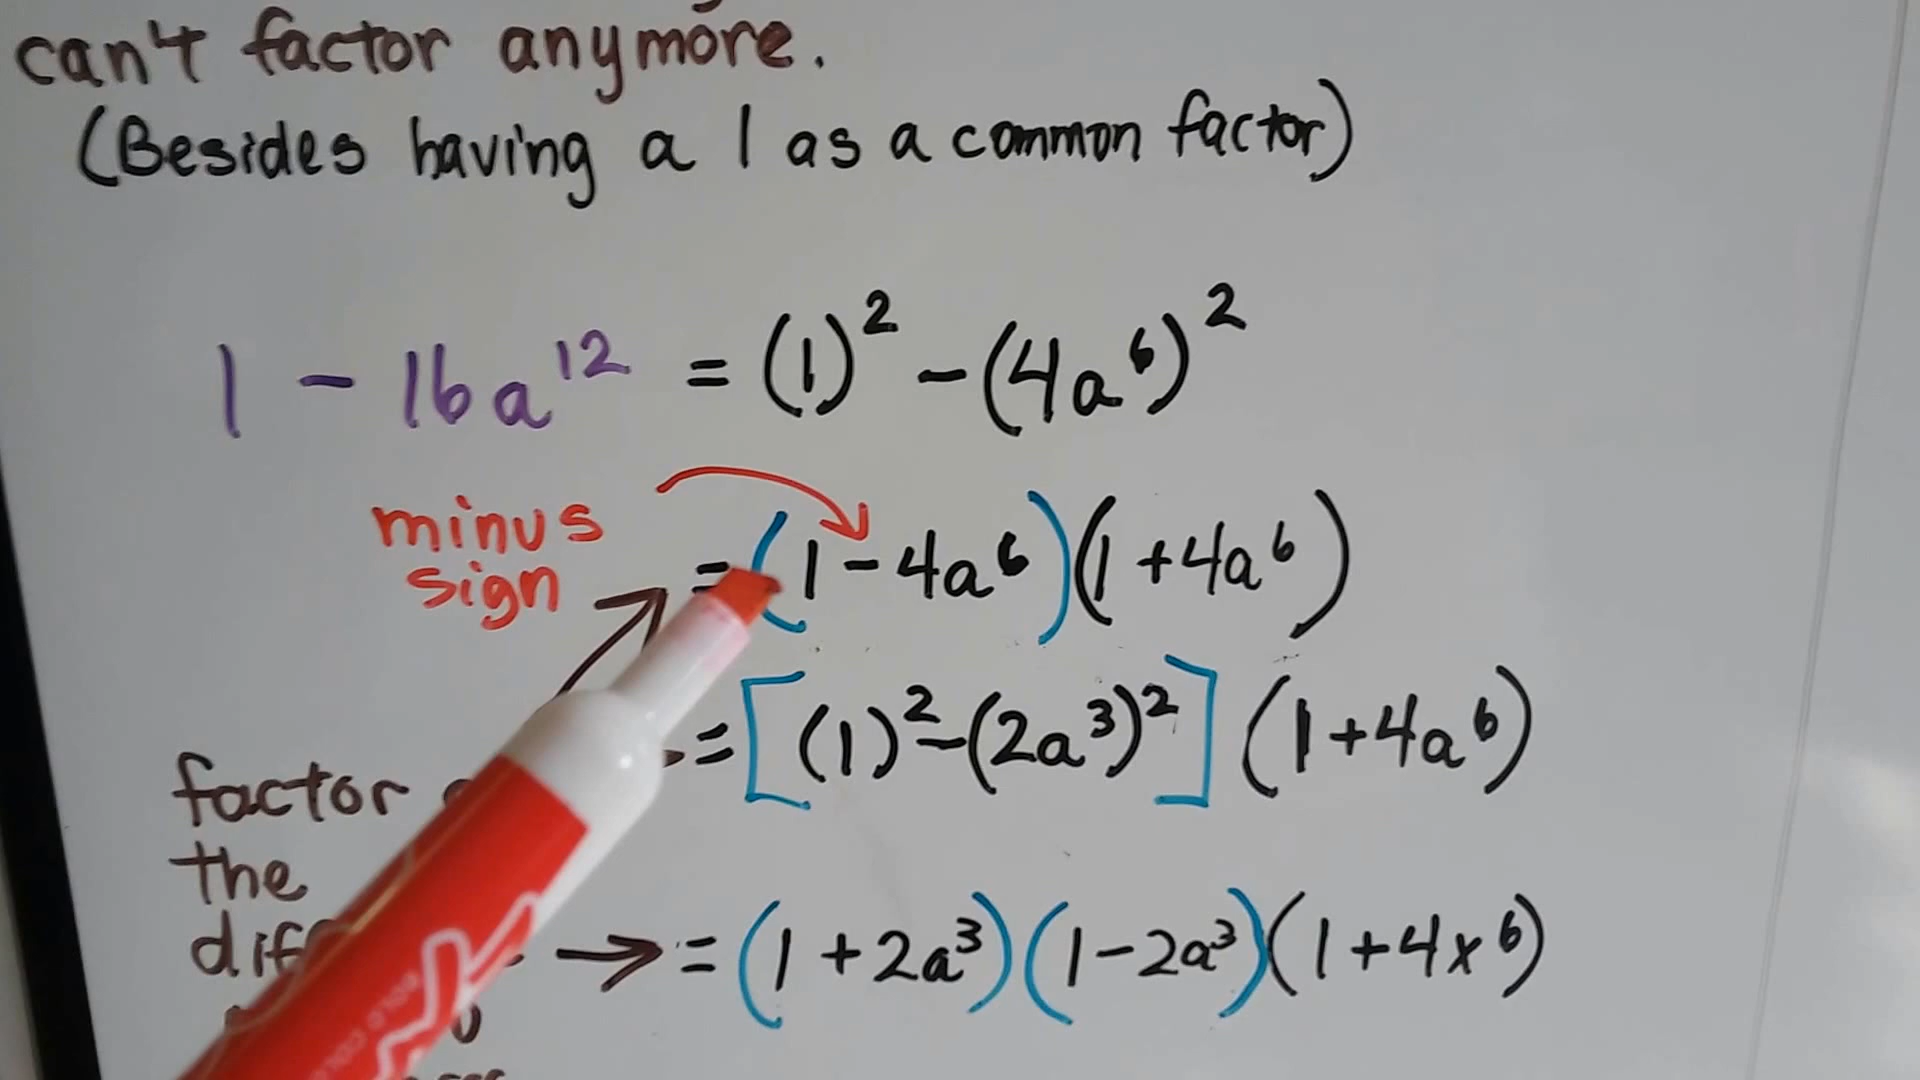 can't factor anymore.
(Besides having a 1 as a common factor)
1 - 16a¹² = (1)² - (4a⁶)²
minus
sign
= (1 - 4a⁶)(1 + 4a⁶)
= [(1)² - (2a³)²] (1 + 4a⁶)
factor
the
→ = (1 + 2a³)(1 - 2a³)(1 + 4x⁶)